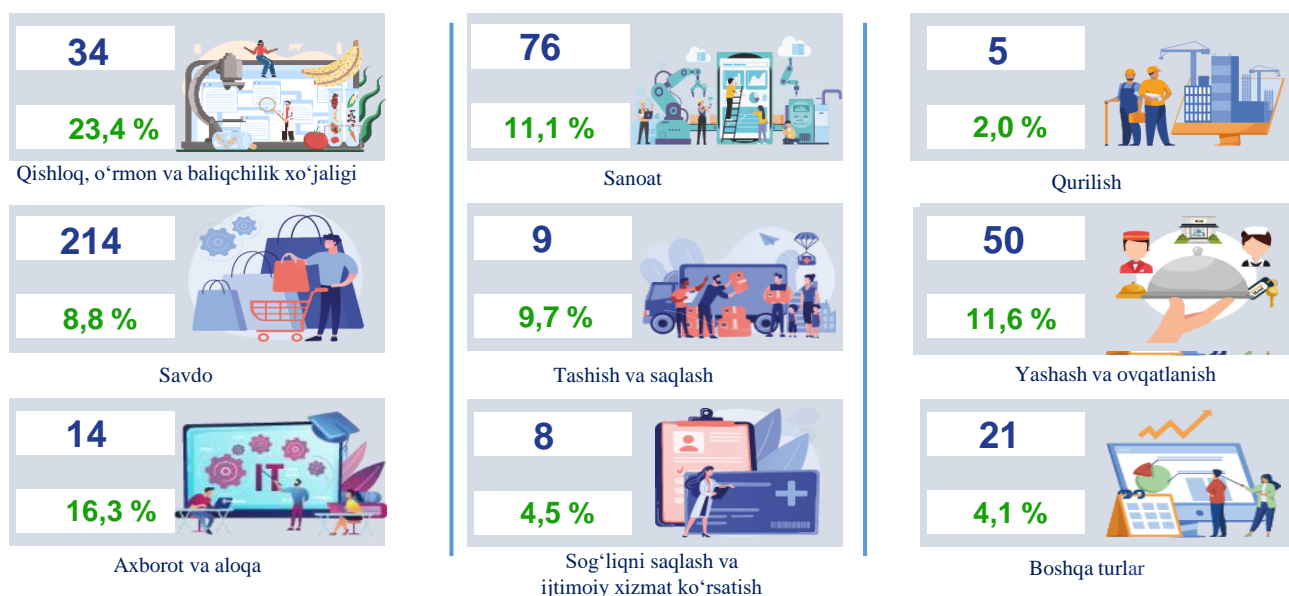 34
23,4 %
Qishloq, o‘rmon va baliqchilik xo‘jaligi
76
11,1 %
Sanoat
5
2,0 %
Qurilish
214
8,8 %
Savdo
9
9,7 %
Tashish va saqlash
50
11,6 %
Yashash va ovqatlanish
14
16,3 %
IT
Axborot va aloqa
8
4,5 %
Sog‘liqni saqlash va
ijtimoiy xizmat ko‘rsatish
21
4,1 %
Boshqa turlar